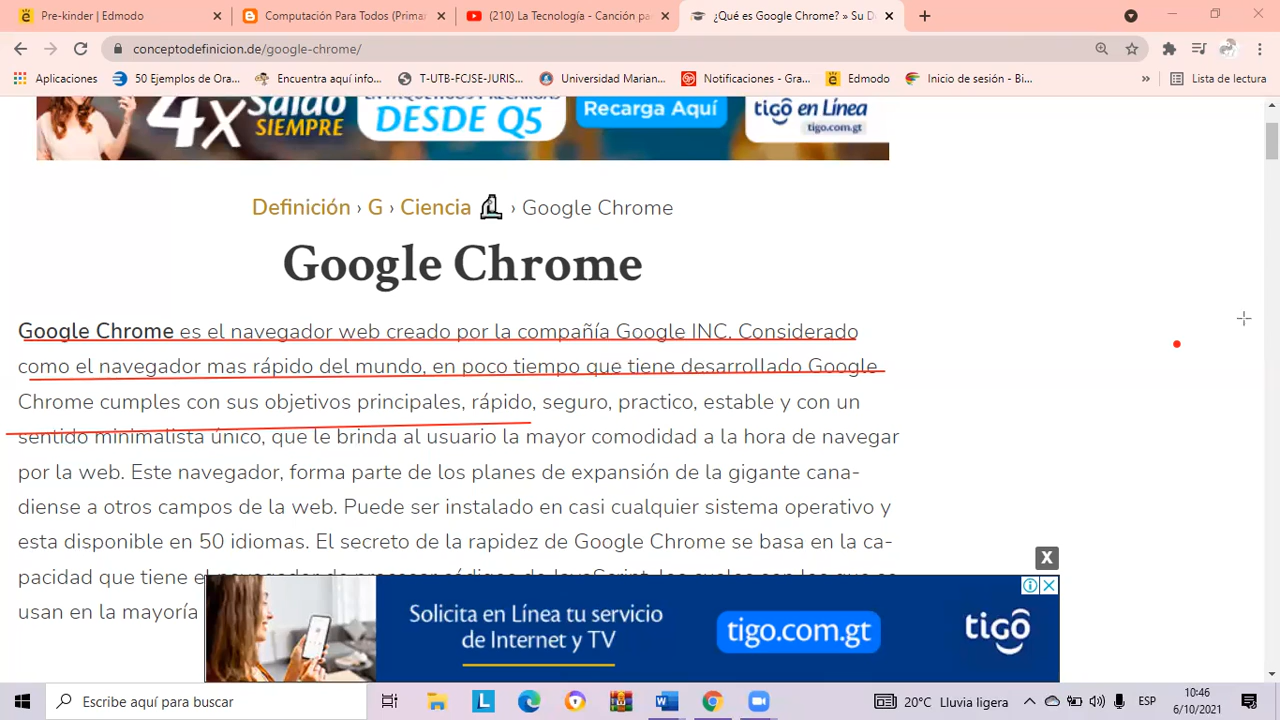 Pre-kinder | Edmodo
Computación Para Todos (Prima
(210) La Tecnología - Canción pa
¿Qué es Google Chrome? » Su D
conceptodefinicion.de/google-chrome/
Aplicaciones
50 Ejemplos de Ora...
Encuentra aquí info...
T-UTB-FCJSE-JURIS...
Universidad Marian...
Notificaciones - Gra...
Edmodo
Inicio de sesión - Bi...
»
Lista de lectura
4X Saldo SIEMPRE
DESDE Q5
Recarga Aquí
tigo en Línea
tigo.com.gt
Definición › G › Ciencia › Google Chrome
Google Chrome
Google Chrome es el navegador web creado por la compañía Google INC. Considerado
como el navegador mas rápido del mundo, en poco tiempo que tiene desarrollado Google
Chrome cumples con sus objetivos principales, rápido, seguro, practico, estable y con un
sentido minimalista único, que le brinda al usuario la mayor comodidad a la hora de navegar
por la web. Este navegador, forma parte de los planes de expansión de la gigante cana-
diense a otros campos de la web. Puede ser instalado en casi cualquier sistema operativo y
esta disponible en 50 idiomas. El secreto de la rapidez de Google Chrome se basa en la ca-
pacidad que tiene
usan en la mayoría
X
Solicita en Línea tu servicio
de Internet y TV
tigo.com.gt
tigo
Escribe aquí para buscar
20°C Lluvia ligera
ESP
10:46
6/10/2021